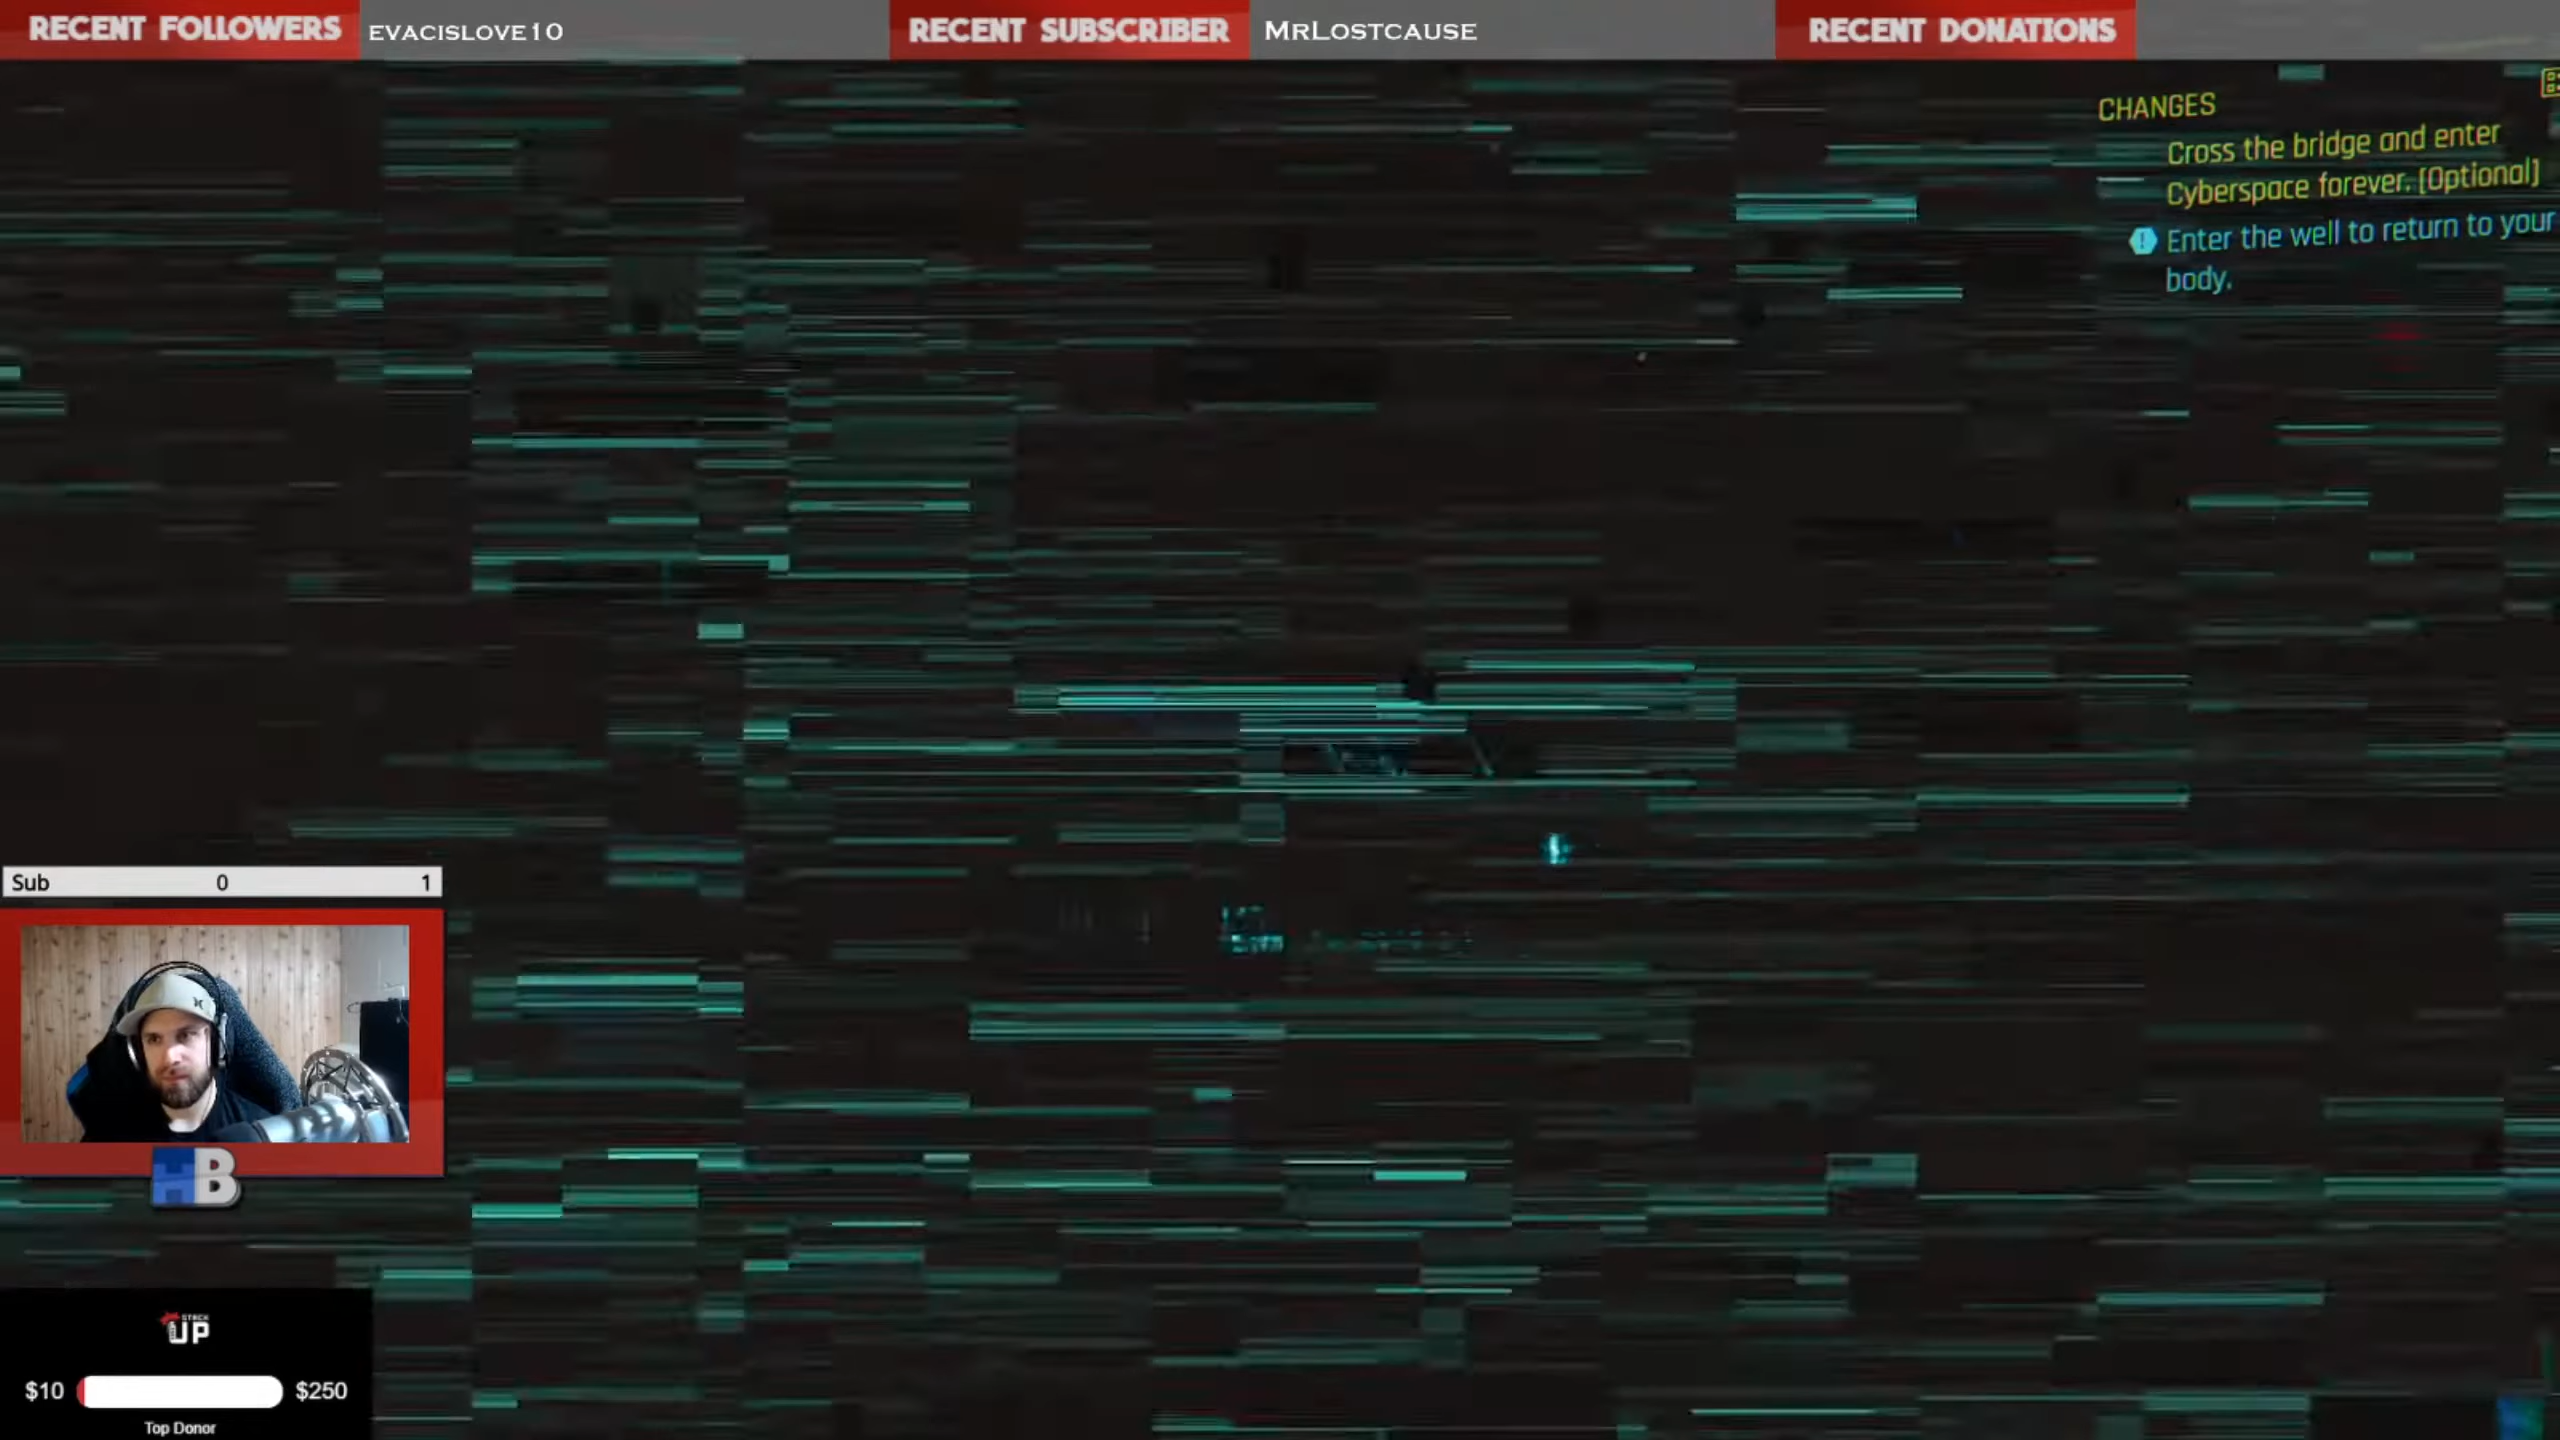 RECENT FOLLOWERS
EVACISLOVE10
RECENT SUBSCRIBER
MRLOSTCAUSE
RECENT DONATIONS
CHANGES
Cross the bridge and enter
Cyberspace forever. [Optional]
Enter the well to return to your
body.
Sub 0 1
HB
STACK
UP
$10 $250
Top Donor